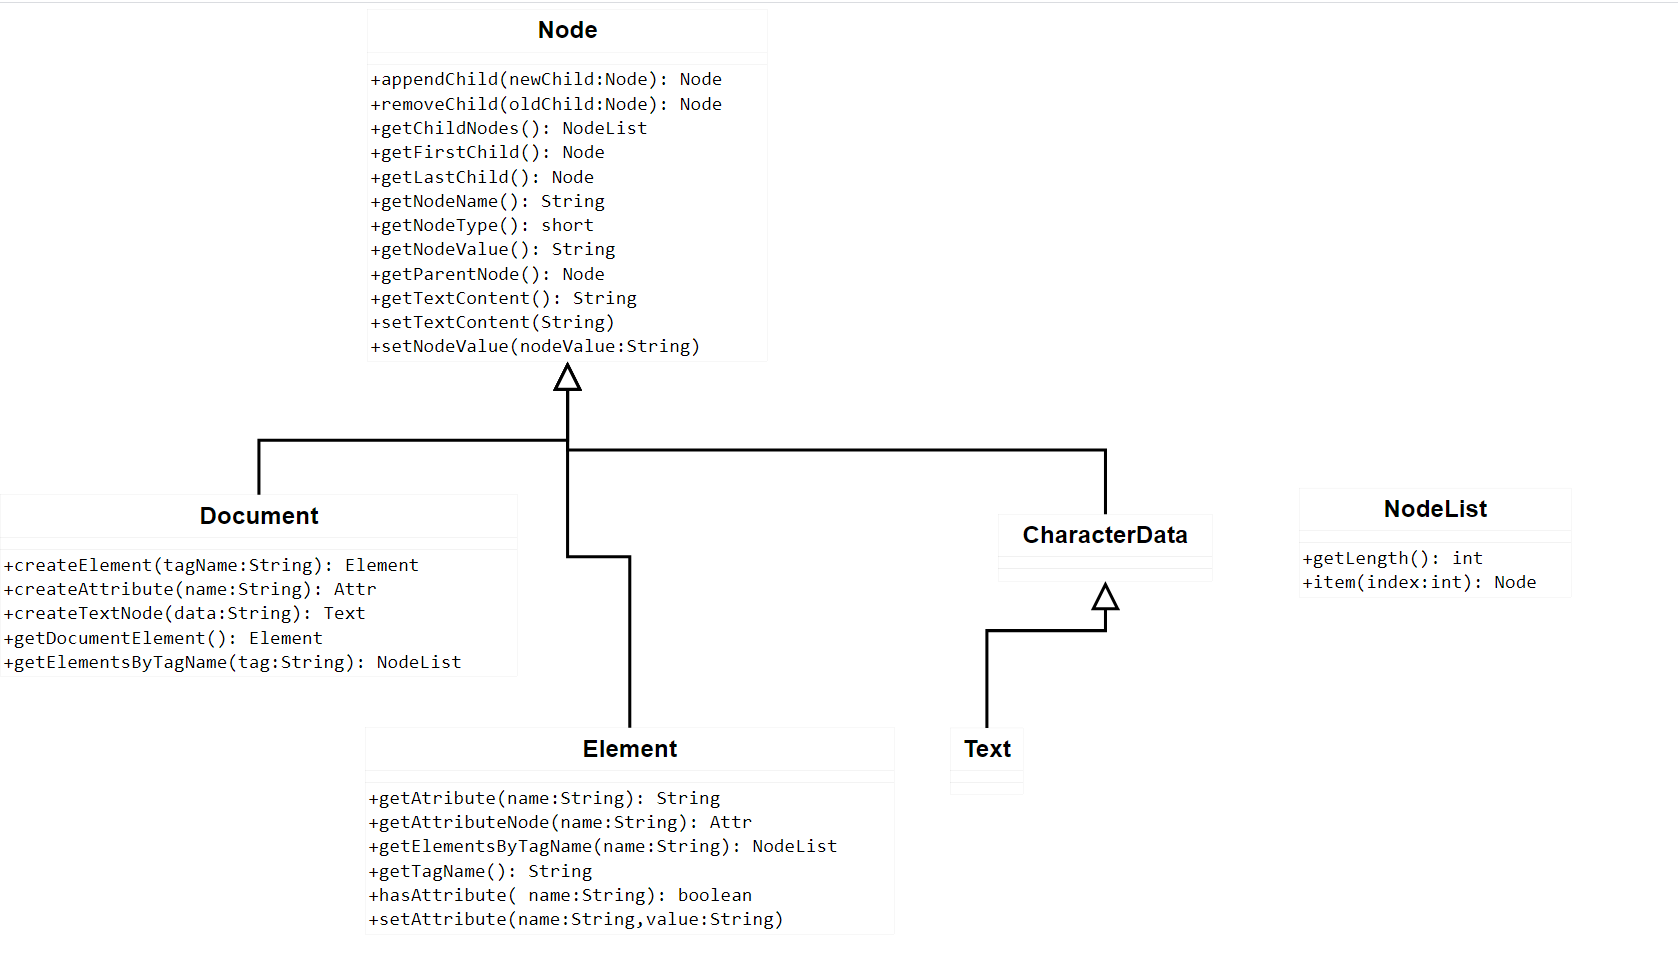 Node
+appendChild(newChild:Node): Node
+removeChild(oldChild:Node): Node
+getChildNodes(): NodeList
+getFirstChild(): Node
+getLastChild(): Node
+getNodeName(): String
+getNodeType(): short
+getNodeValue(): String
+getParentNode(): Node
+getTextContent(): String
+setTextContent(String)
+setNodeValue(nodeValue:String)
Document
+createElement(tagName:String): Element
+createAttribute(name:String): Attr
+createTextNode(data:String): Text
+getDocumentElement(): Element
+getElementsByTagName(tag:String): NodeList
CharacterData
NodeList
+getLength(): int
+item(index:int): Node
Element
+getAtribute(name:String): String
+getAttributeNode(name:String): Attr
+getElementsByTagName(name:String): NodeList
+getTagName(): String
+hasAttribute( name:String): boolean
+setAttribute(name:String,value:String)
Text